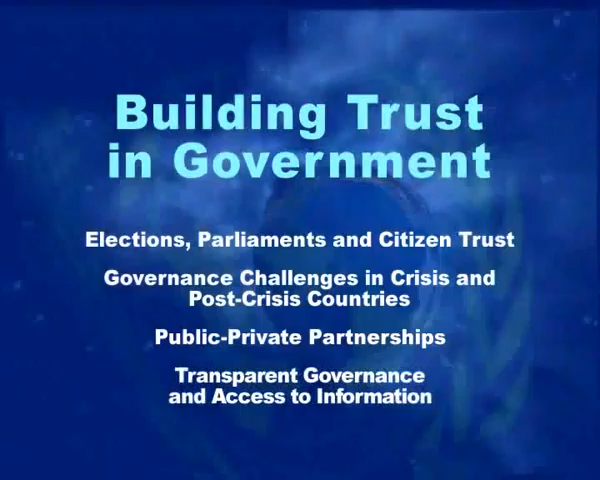 Building Trust
in Government
Elections, Parliaments and Citizen Trust
Governance Challenges in Crisis and
Post-Crisis Countries
Public-Private Partnerships
Transparent Governance
and Access to Information